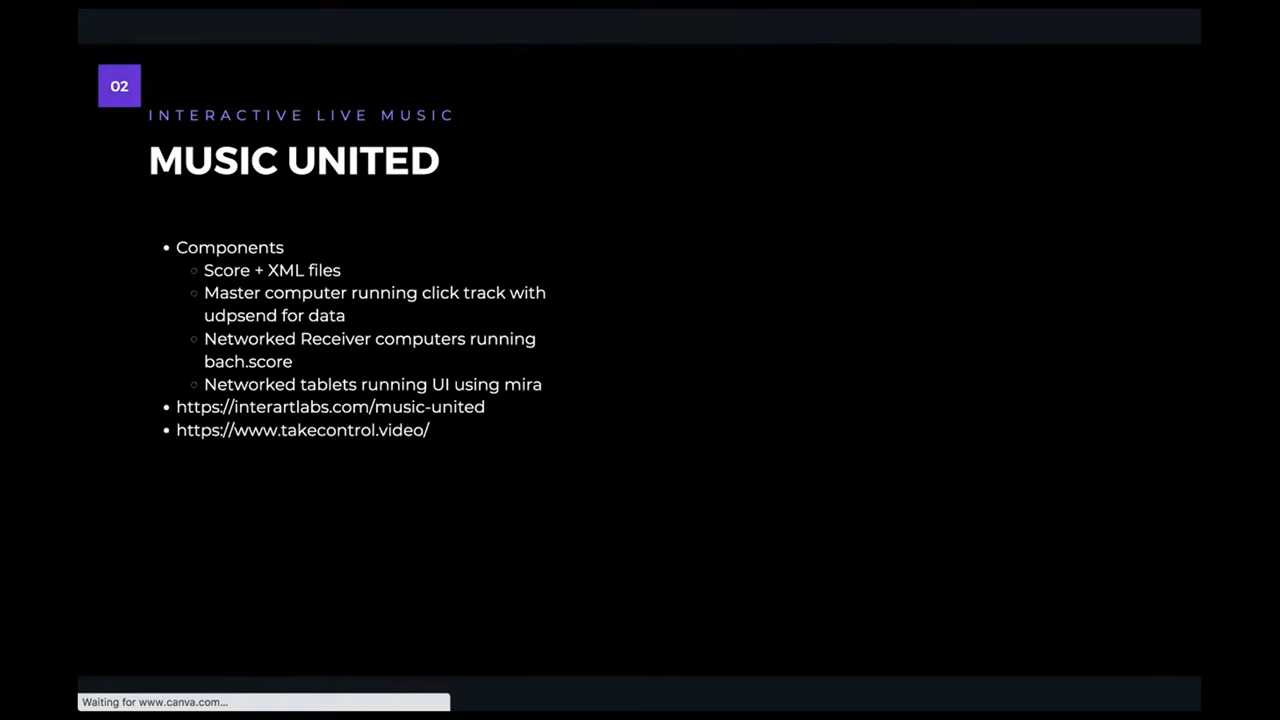 02
INTERACTIVE LIVE MUSIC
MUSIC UNITED
• Components
○ Score + XML files
○ Master computer running click track with
udpsend for data
○ Networked Receiver computers running
bach.score
○ Networked tablets running UI using mira
• https://interartlabs.com/music-united
• https://www.takecontrol.video/
Waiting for www.canva.com...